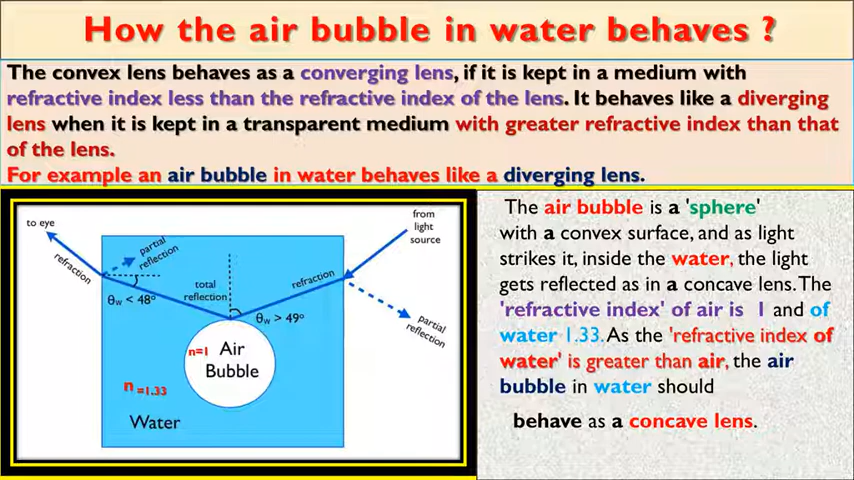 How the air bubble in water behaves ?
The convex lens behaves as a converging lens, if it is kept in a medium with
refractive index less than the refractive index of the lens. It behaves like a diverging
lens when it is kept in a transparent medium with greater refractive index than that
of the lens.
For example an air bubble in water behaves like a diverging lens.
to eye
refraction
partial
reflection
θw < 48°
total
reflection
θw > 49°
refraction
from
light
source
partial
reflection
n=1
Air
Bubble
n =1.33
Water
The air bubble is a 'sphere'
with a convex surface, and as light
strikes it, inside the water, the light
gets reflected as in a concave lens. The
'refractive index' of air is 1 and of
water 1.33. As the 'refractive index of
water' is greater than air, the air
bubble in water should
behave as a concave lens.